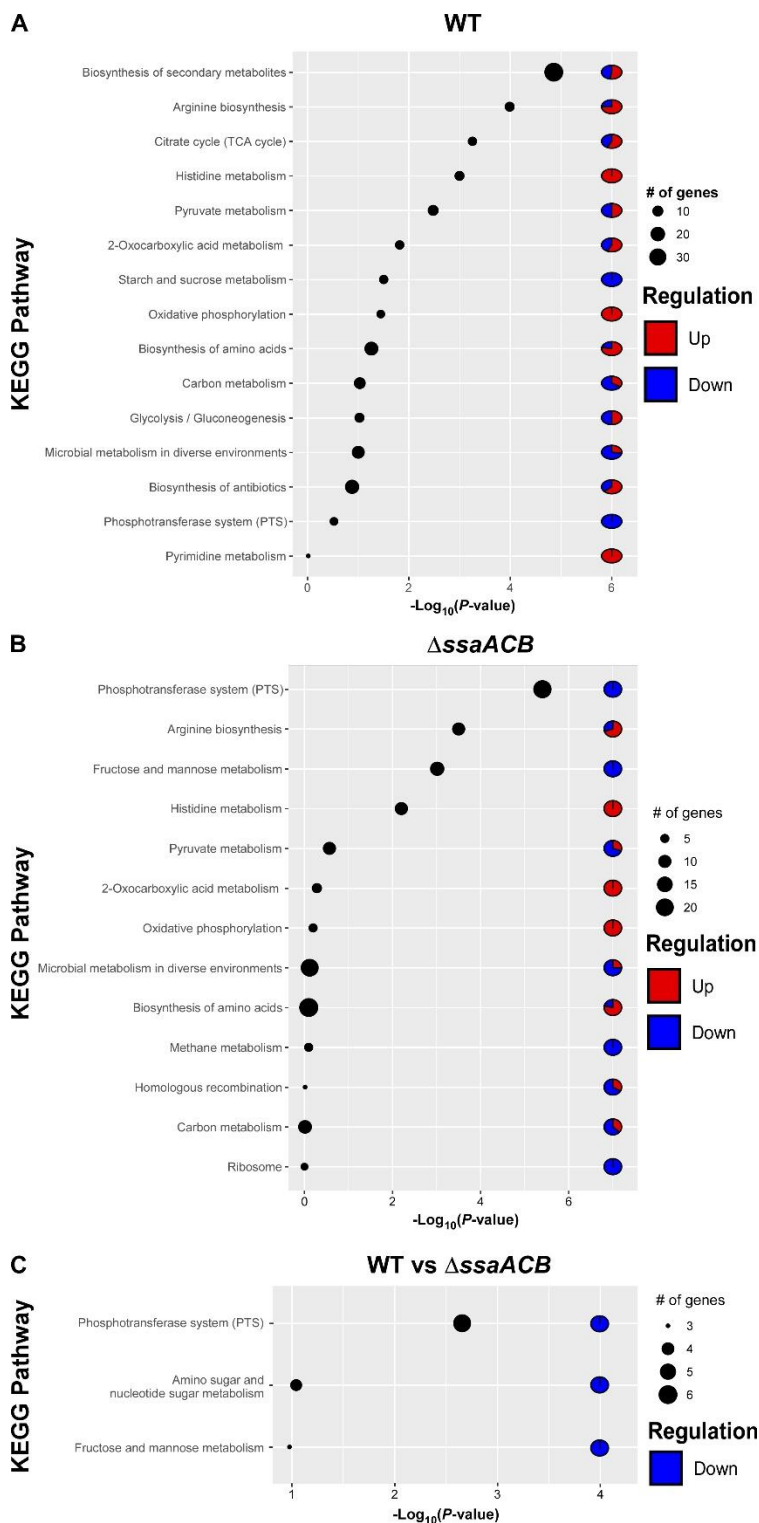 A
WT
KEGG Pathway
Biosynthesis of secondary metabolites
Arginine biosynthesis
Citrate cycle (TCA cycle)
Histidine metabolism
Pyruvate metabolism
2-Oxocarboxylic acid metabolism
Starch and sucrose metabolism
Oxidative phosphorylation
Biosynthesis of amino acids
Carbon metabolism
Glycolysis / Gluconeogenesis
Microbial metabolism in diverse environments
Biosynthesis of antibiotics
Phosphotransferase system (PTS)
Pyrimidine metabolism
0 2 4 6
-Log10(P-value)
# of genes
10
20
30
Regulation
Up
Down
B
ΔssaACB
KEGG Pathway
Phosphotransferase system (PTS)
Arginine biosynthesis
Fructose and mannose metabolism
Histidine metabolism
Pyruvate metabolism
2-Oxocarboxylic acid metabolism
Oxidative phosphorylation
Microbial metabolism in diverse environments
Biosynthesis of amino acids
Methane metabolism
Homologous recombination
Carbon metabolism
Ribosome
0 2 4 6
-Log10(P-value)
# of genes
5
10
15
20
Regulation
Up
Down
C
WT vs ΔssaACB
KEGG Pathway
Phosphotransferase system (PTS)
Amino sugar and
nucleotide sugar metabolism
Fructose and mannose metabolism
1 2 3 4
-Log10(P-value)
# of genes
3
4
5
6
Regulation
Down